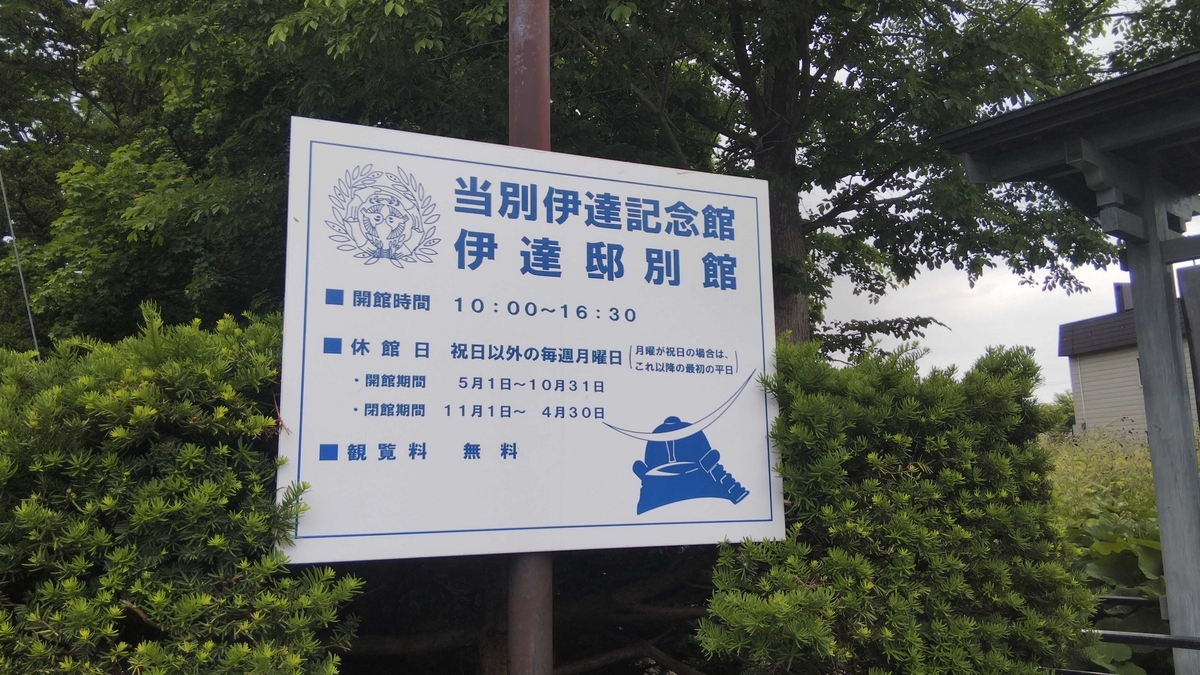 当別伊達記念館
伊達邸別館
■開館時間 10:00～16:30
■休館日 祝日以外の毎週月曜日(月曜が祝日の場合は、
これ以降の最初の平日)
・開館期間 5月1日～10月31日
・閉館期間 11月1日～ 4月30日
■観覧料 無料